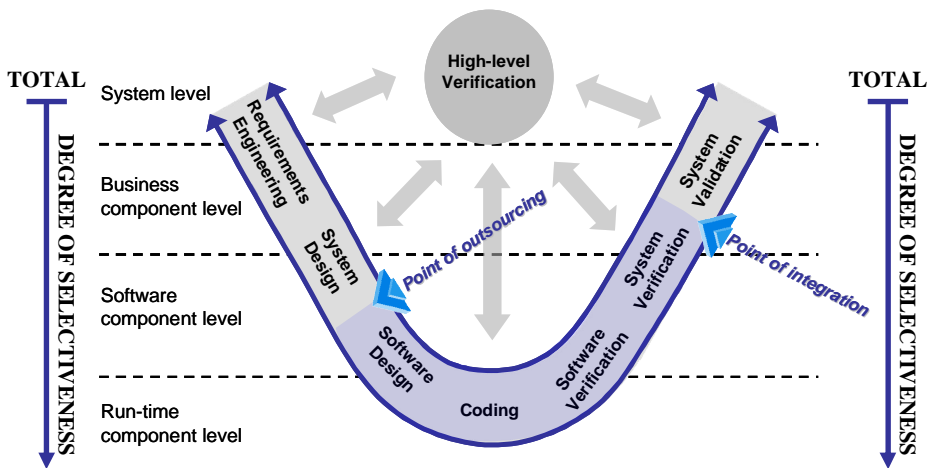 High-level
Verification
TOTAL
TOTAL
System level
DEGREE OF SELECTIVENESS
DEGREE OF SELECTIVENESS
Requirements
Engineering
System
Validation
Business
component level
Point of outsourcing
System
Design
System
Verification
Point of integration
Software
component level
Software
Design
Software
Verification
Coding
Run-time
component level